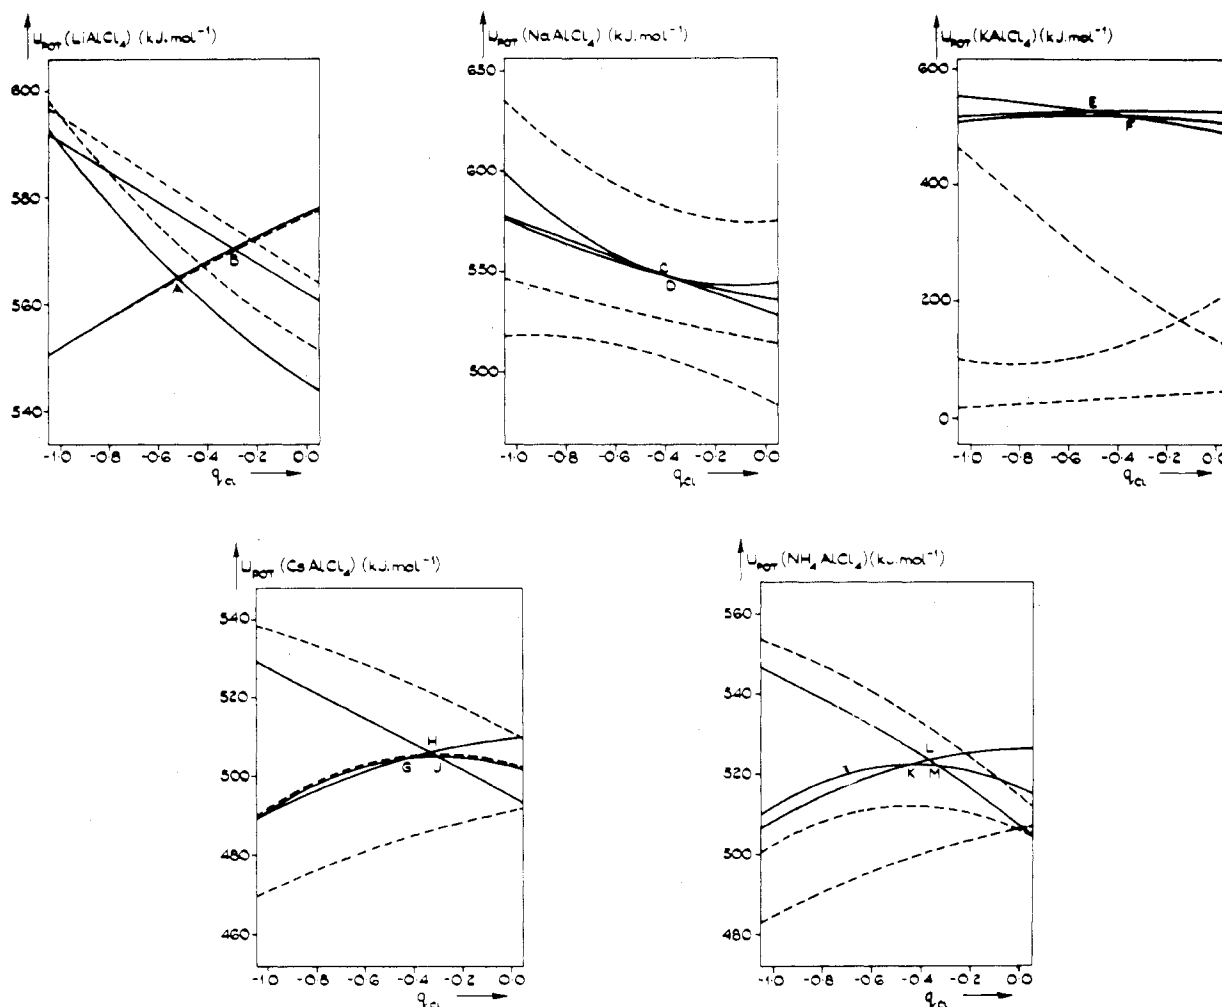 U_POT (LiAlCl₄) (kJ.mol⁻¹)
600
580
560
540
-1.0 -0.8 -0.6 -0.4 -0.2 0.0
q_Cl
A
B
U_POT (NaAlCl₄) (kJ.mol⁻¹)
650
600
550
500
-1.0 -0.8 -0.6 -0.4 -0.2 0.0
q_Cl
C
D
U_POT (KAlCl₄) (kJ.mol⁻¹)
600
400
200
0
-1.0 -0.8 -0.6 -0.4 -0.2 0.0
q_Cl
E
F
U_POT (CsAlCl₄) (kJ.mol⁻¹)
540
520
500
480
460
-1.0 -0.8 -0.6 -0.4 -0.2 0.0
q_Cl
H
G
J
U_POT (NH₄AlCl₄) (kJ.mol⁻¹)
560
540
520
500
480
-1.0 -0.8 -0.6 -0.4 -0.2 0.0
q_Cl
L
K
M